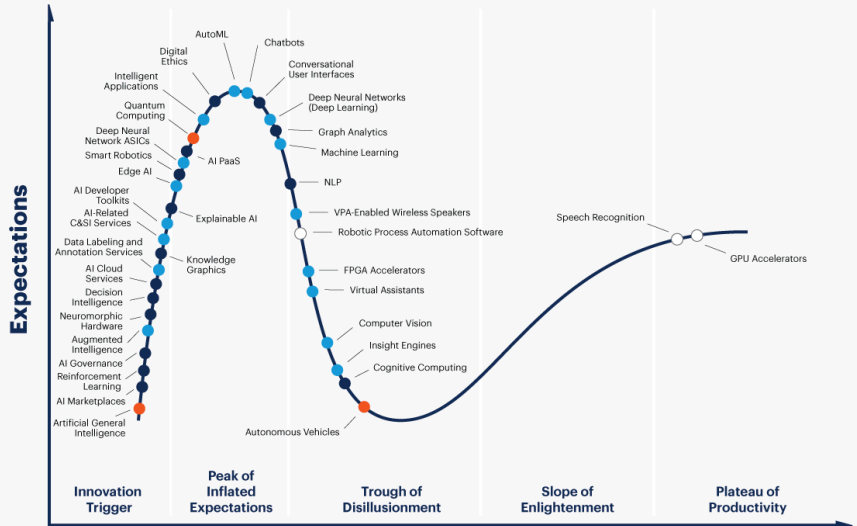 AutoML
Chatbots
Digital
Ethics
Conversational
User Interfaces
Intelligent
Applications
Deep Neural Networks
(Deep Learning)
Quantum
Computing
Graph Analytics
Deep Neural
Network ASICs
Machine Learning
Smart Robotics
AI PaaS
Edge AI
NLP
AI Developer
Toolkits
Explainable AI
VPA-Enabled Wireless Speakers
AI-Related
C&SI Services
Robotic Process Automation Software
Speech Recognition
GPU Accelerators
Data Labeling and
Annotation Services
Knowledge
Graphics
FPGA Accelerators
AI Cloud
Services
Virtual Assistants
Decision
Intelligence
Neuromorphic
Hardware
Computer Vision
Augmented
Intelligence
Insight Engines
AI Governance
Cognitive Computing
Reinforcement
Learning
AI Marketplaces
Artificial General
Intelligence
Autonomous Vehicles
Expectations
Innovation
Trigger
Peak of
Inflated
Expectations
Trough of
Disillusionment
Slope of
Enlightenment
Plateau of
Productivity